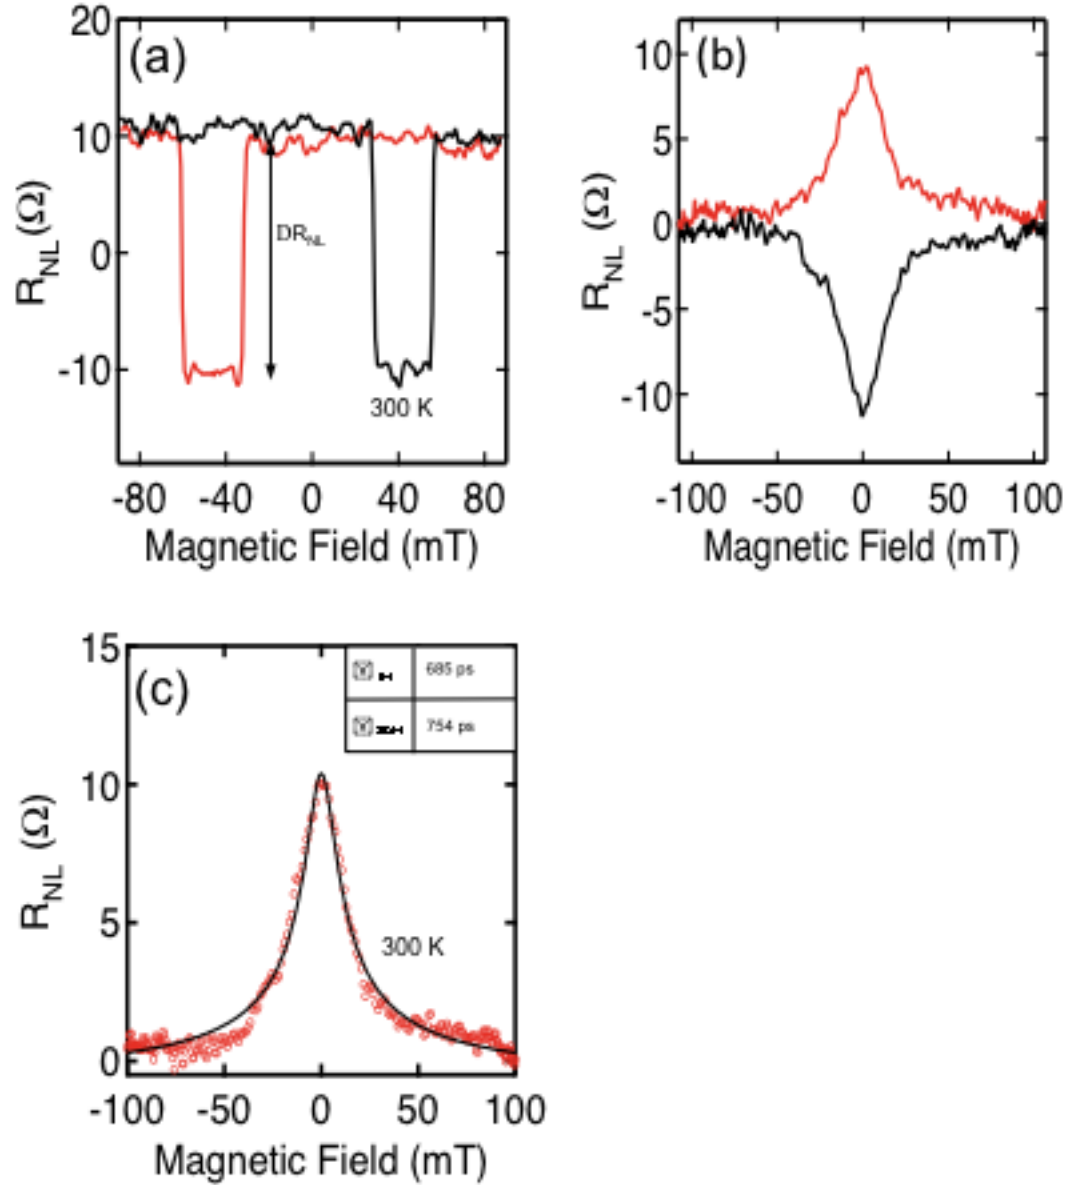 (a)
20
10
0
-10
R_NL (Ω)
DR_NL
300 K
-80 -40 0 40 80
Magnetic Field (mT)
(b)
10
5
0
-5
-10
R_NL (Ω)
-100 -50 0 50 100
Magnetic Field (mT)
(c)
15
10
5
0
R_NL (Ω)
685 ps
754 ps
300 K
-100 -50 0 50 100
Magnetic Field (mT)